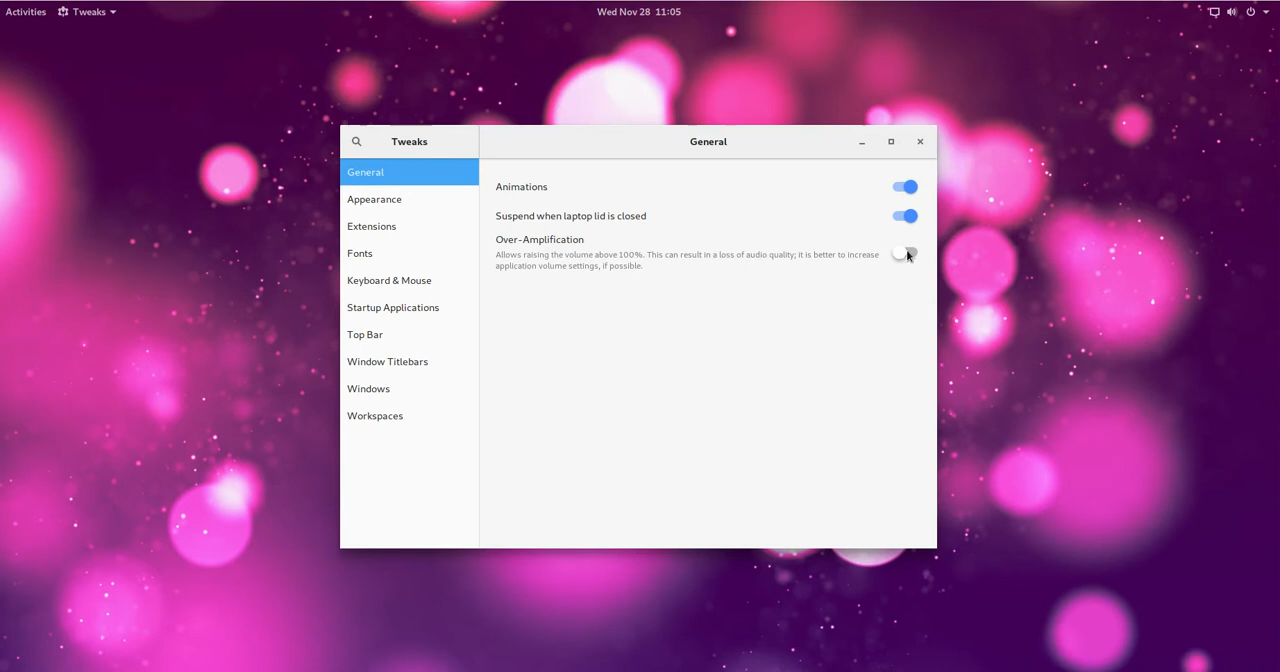 Activities Tweaks Wed Nov 28 11:05
Tweaks General
General
Appearance
Extensions
Fonts
Keyboard & Mouse
Startup Applications
Top Bar
Window Titlebars
Windows
Workspaces
Animations
Suspend when laptop lid is closed
Over-Amplification
Allows raising the volume above 100%. This can result in a loss of audio quality; it is better to increase
application volume settings, if possible.